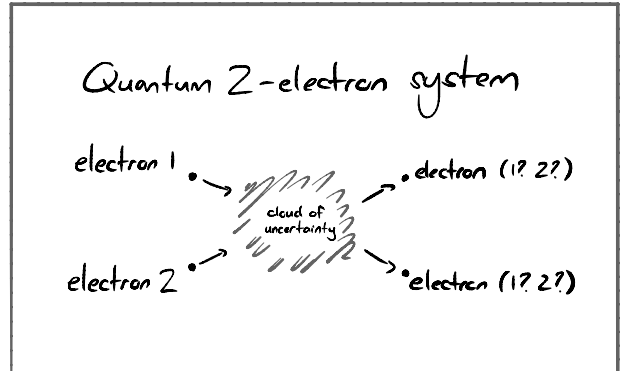 Quantum 2-electron system
electron 1
electron (1? 2?)
cloud of
uncertainty
electron 2
electron (1? 2?)